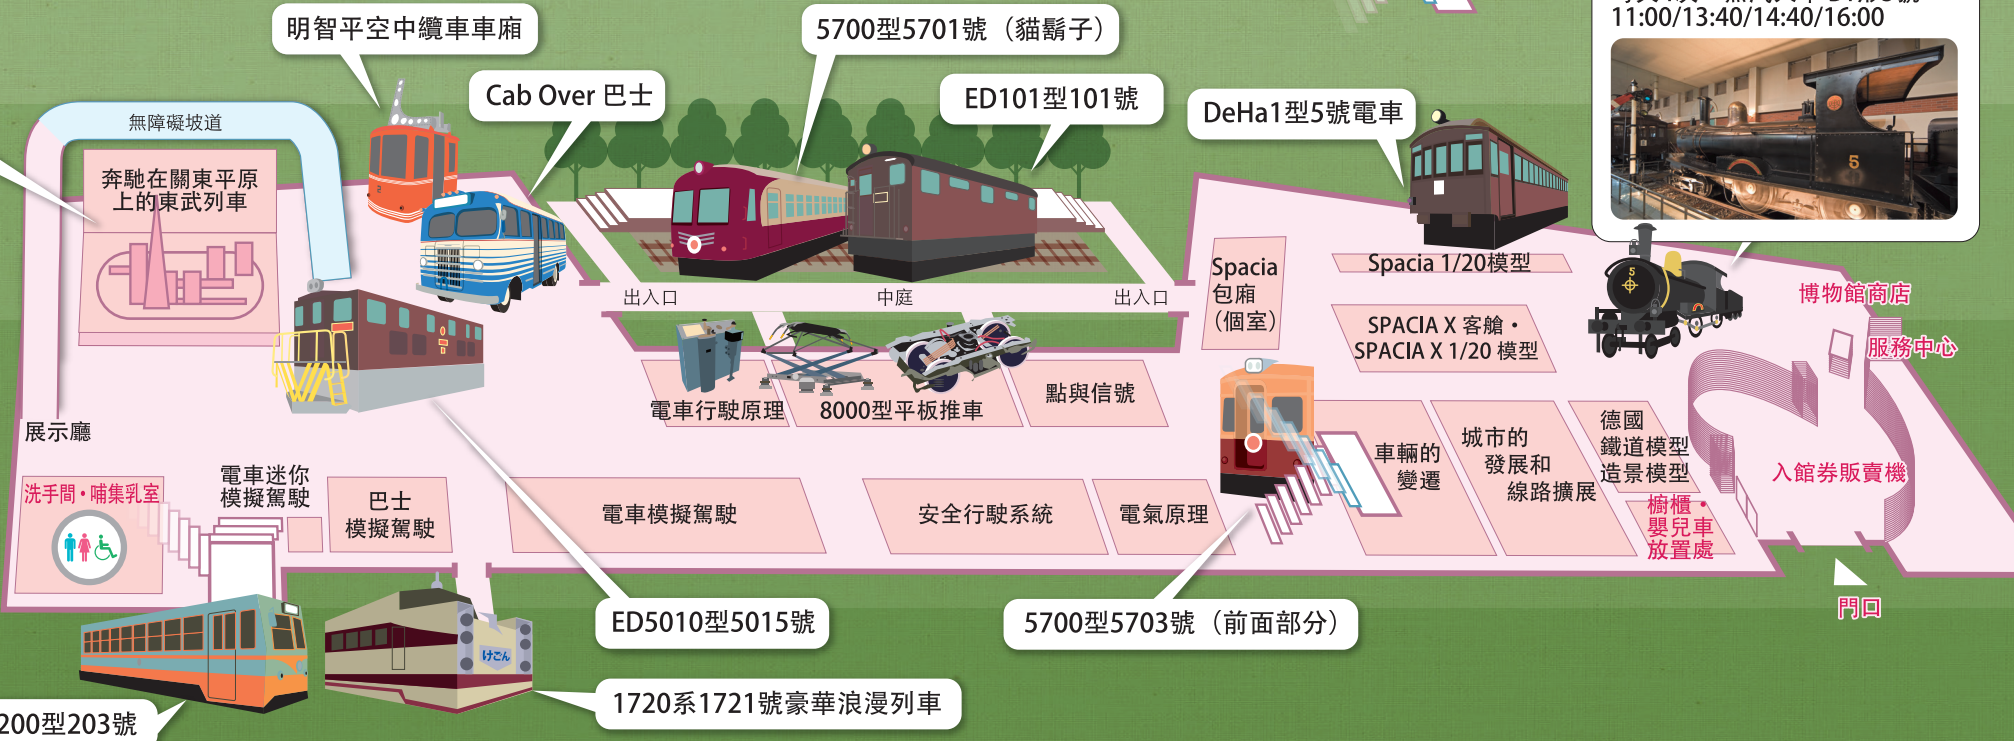 11:00/13:40/14:40/16:00
5
明智平空中纜車車廂
5700型5701號（貓鬍子）
Cab Over 巴士
ED101型101號
DeHa1型5號電車
無障礙坡道
奔馳在關東平原
上的東武列車
出入口
中庭
出入口
Spacia
包廂
（個室）
Spacia 1/20模型
SPACIA X 客艙・
SPACIA X 1/20 模型
5
博物館商店
服務中心
電車行駛原理
8000型平板推車
點與信號
展示廳
洗手間・哺集乳室
電車迷你
模擬駕駛
巴士
模擬駕駛
電車模擬駕駛
安全行駛系統
電氣原理
車輛的
變遷
城市的
發展和
線路擴展
德國
鐵道模型
造景模型
櫥櫃・
嬰兒車
放置處
入館券販賣機
門口
ED5010型5015號
5700型5703號（前面部分）
けごん
1720系1721號豪華浪漫列車
200型203號